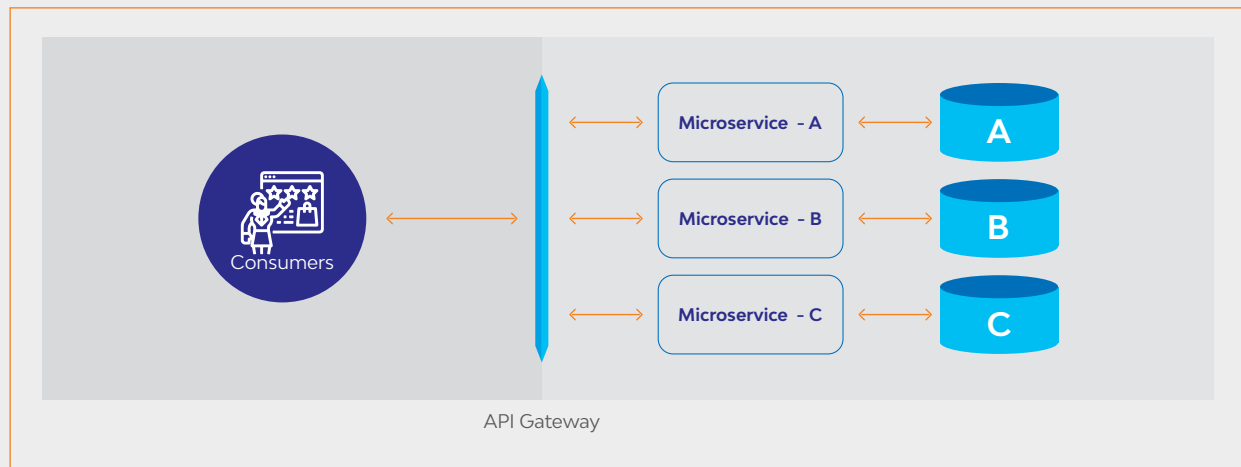 Microservice - A
A
Consumers
Microservice - B
B
Microservice - C
C
API Gateway